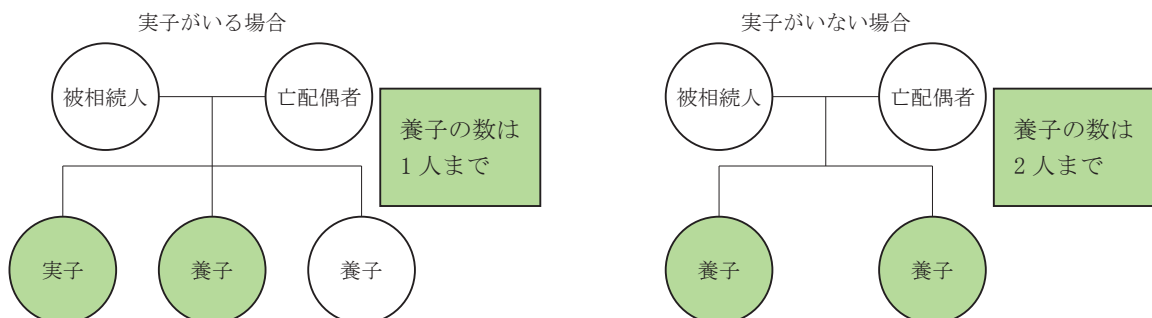 実子がいる場合
被相続人
亡配偶者
養子の数は
1人まで
実子
養子
養子
実子がいない場合
被相続人
亡配偶者
養子の数は
2人まで
養子
養子